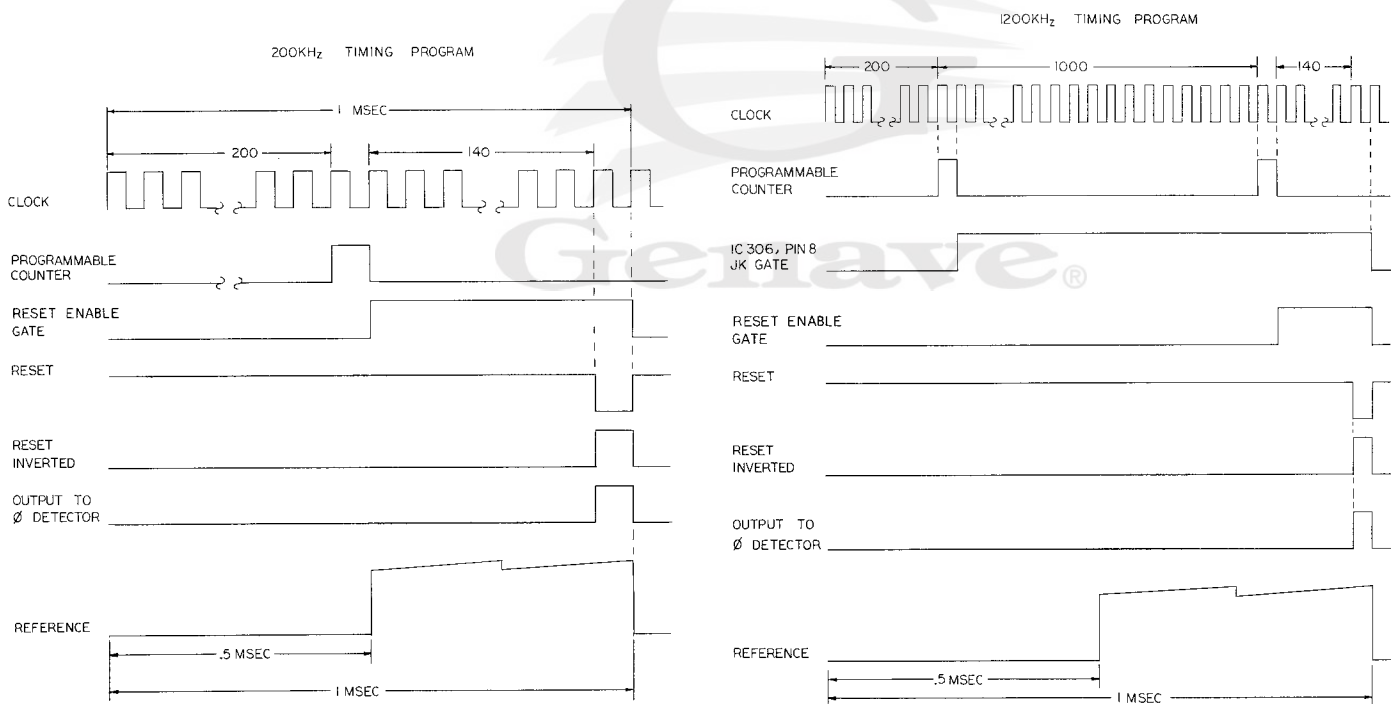 200KHz TIMING PROGRAM
1 MSEC
200
140
CLOCK
PROGRAMMABLE
COUNTER
RESET ENABLE
GATE
RESET
RESET
INVERTED
OUTPUT TO
Ø DETECTOR
REFERENCE
.5 MSEC
1 MSEC
1200KHz TIMING PROGRAM
200
1000
140
CLOCK
PROGRAMMABLE
COUNTER
IC 306, PIN 8
JK GATE
RESET ENABLE
GATE
RESET
RESET
INVERTED
OUTPUT TO
Ø DETECTOR
REFERENCE
.5 MSEC
1 MSEC
Genave®